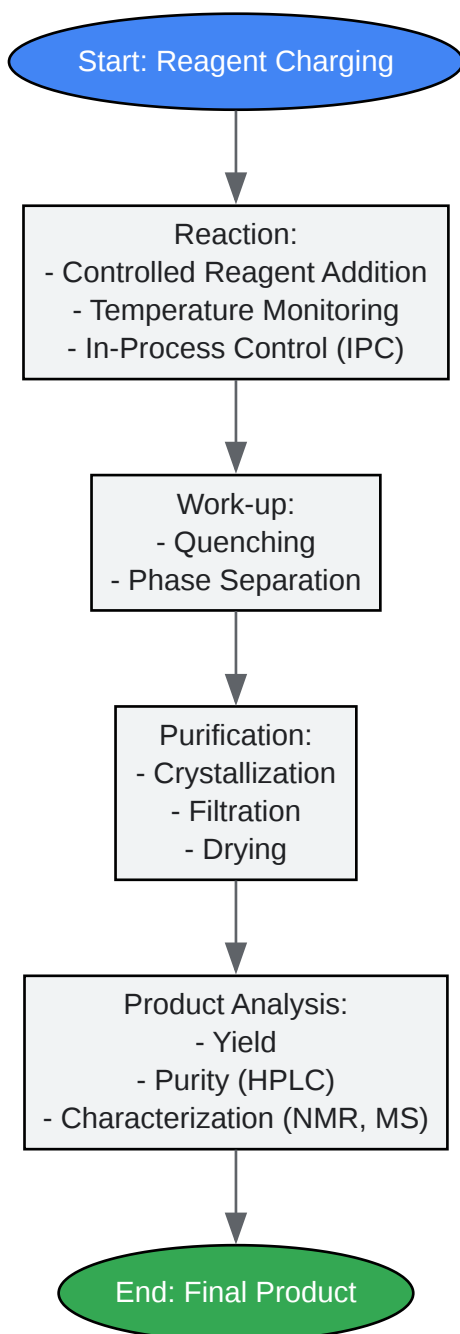 Start: Reagent Charging
Reaction:
- Controlled Reagent Addition
- Temperature Monitoring
- In-Process Control (IPC)
Work-up:
- Quenching
- Phase Separation
Purification:
- Crystallization
- Filtration
- Drying
Product Analysis:
- Yield
- Purity (HPLC)
- Characterization (NMR, MS)
End: Final Product